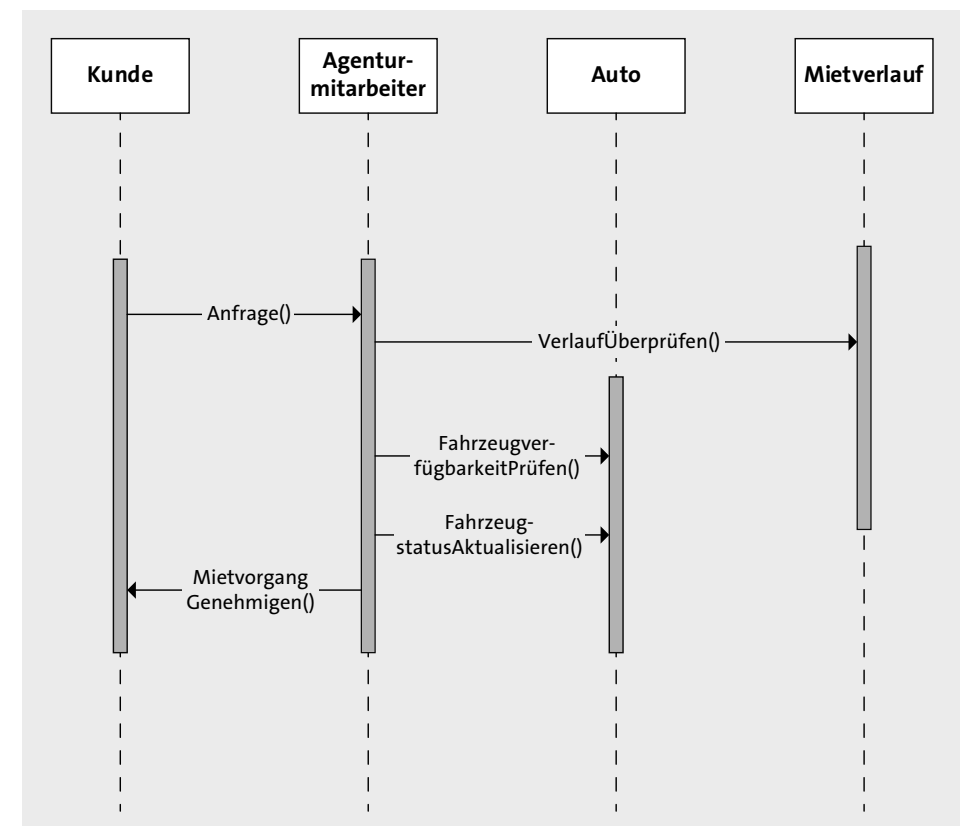 Kunde
Agentur-
mitarbeiter
Auto
Mietverlauf
Anfrage()
VerlaufÜberprüfen()
Fahrzeugver-
fügbarkeitPrüfen()
Fahrzeug-
statusAktualisieren()
Mietvorgang
Genehmigen()